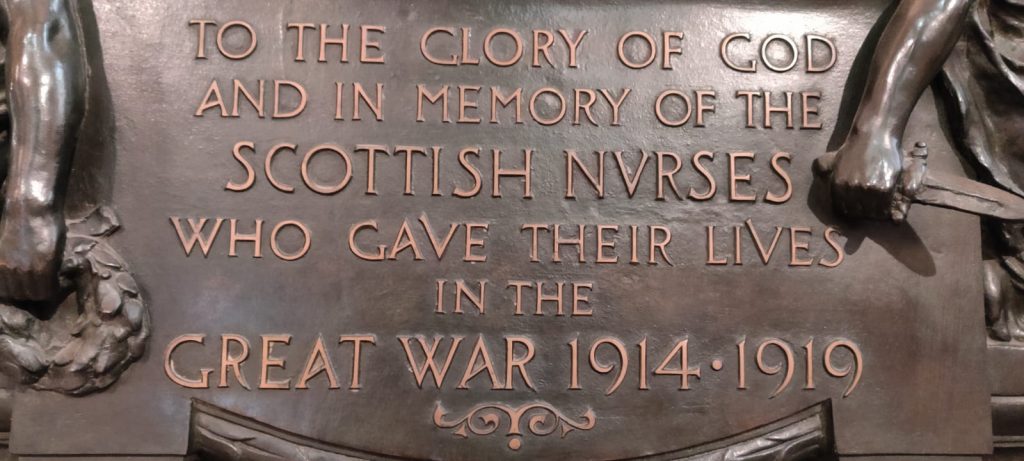 TO THE GLORY OF GOD
AND IN MEMORY OF THE
SCOTTISH NVRSES
WHO GAVE THEIR LIVES
IN THE
GREAT WAR 1914·1919